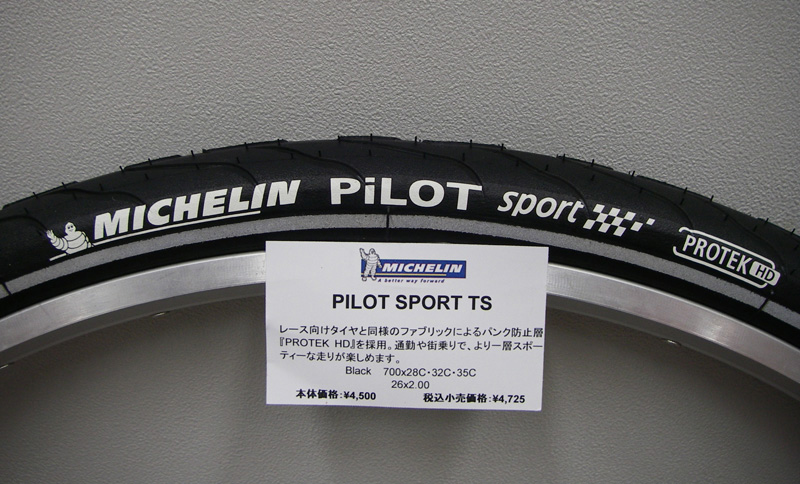 MICHELIN PiLOT sport
PROTEK HD
MICHELIN
A better way forward
PILOT SPORT TS
レース向けタイヤと同様のファブリックによるパンク防止層
『PROTEK HD』を採用。通勤や街乗りで、より一層スポー
ティーな走りが楽しめます。
Black 700x28C・32C・35C
26x2.00
本体価格:¥4,500 税込小売価格:¥4,725